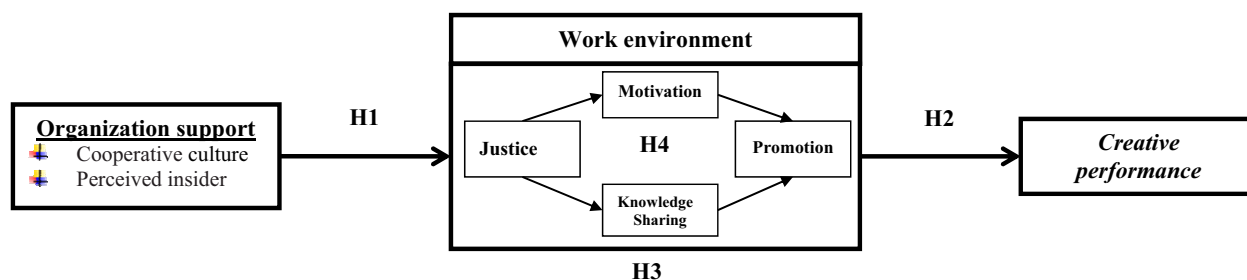 Work environment
Organization support
Cooperative culture
Perceived insider
H1
Justice
Motivation
H4
Knowledge
Sharing
Promotion
H2
Creative
performance
H3